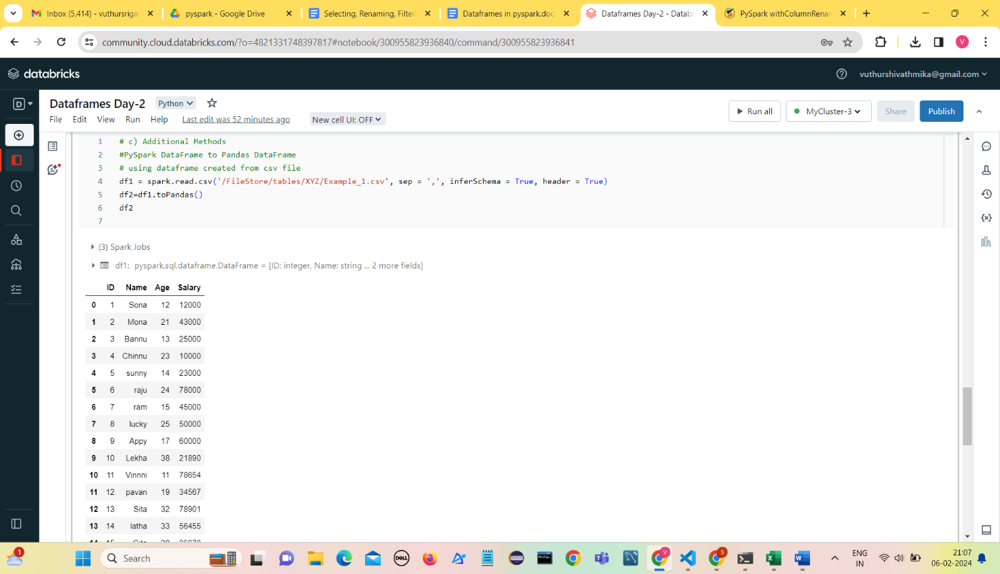 Inbox (5,414) - vuthursriga
pyspark - Google Drive
Selecting, Renaming, Filteri
Dataframes in pyspark.doc
Dataframes Day-2 - Datab
PySpark withColumnRenam
community.cloud.databricks.com/?o=4821331748397817#notebook/300955823936840/command/300955823936841
V
databricks
vuthurshivathmika@gmail.com
D
Dataframes Day-2
Python
File Edit View Run Help Last edit was 52 minutes ago New cell UI: OFF
Run all
MyCluster-3
Share
Publish
1 # c) Additional Methods
2 #PySpark DataFrame to Pandas DataFrame
3 # using dataframe created from csv file
4 df1 = spark.read.csv('/FileStore/tables/XYZ/Example_1.csv', sep = ',', inferSchema = True, header = True)
5 df2=df1.toPandas()
6 df2
7
(3) Spark Jobs
df1: pyspark.sql.dataframe.DataFrame = [ID: integer, Name: string ... 2 more fields]
ID Name Age Salary
0 1 Sona 12 12000
1 2 Mona 21 43000
2 3 Bannu 13 25000
3 4 Chinnu 23 10000
4 5 sunny 14 23000
5 6 raju 24 78000
6 7 ram 15 45000
7 8 lucky 25 50000
8 9 Appy 17 60000
9 10 Lekha 38 21890
10 11 Vinnni 11 78654
11 12 pavan 19 34567
12 13 Sita 32 78901
13 14 latha 33 56455
1
Search
DELL
MySQL
V
S
ENG
IN
21:07
06-02-2024